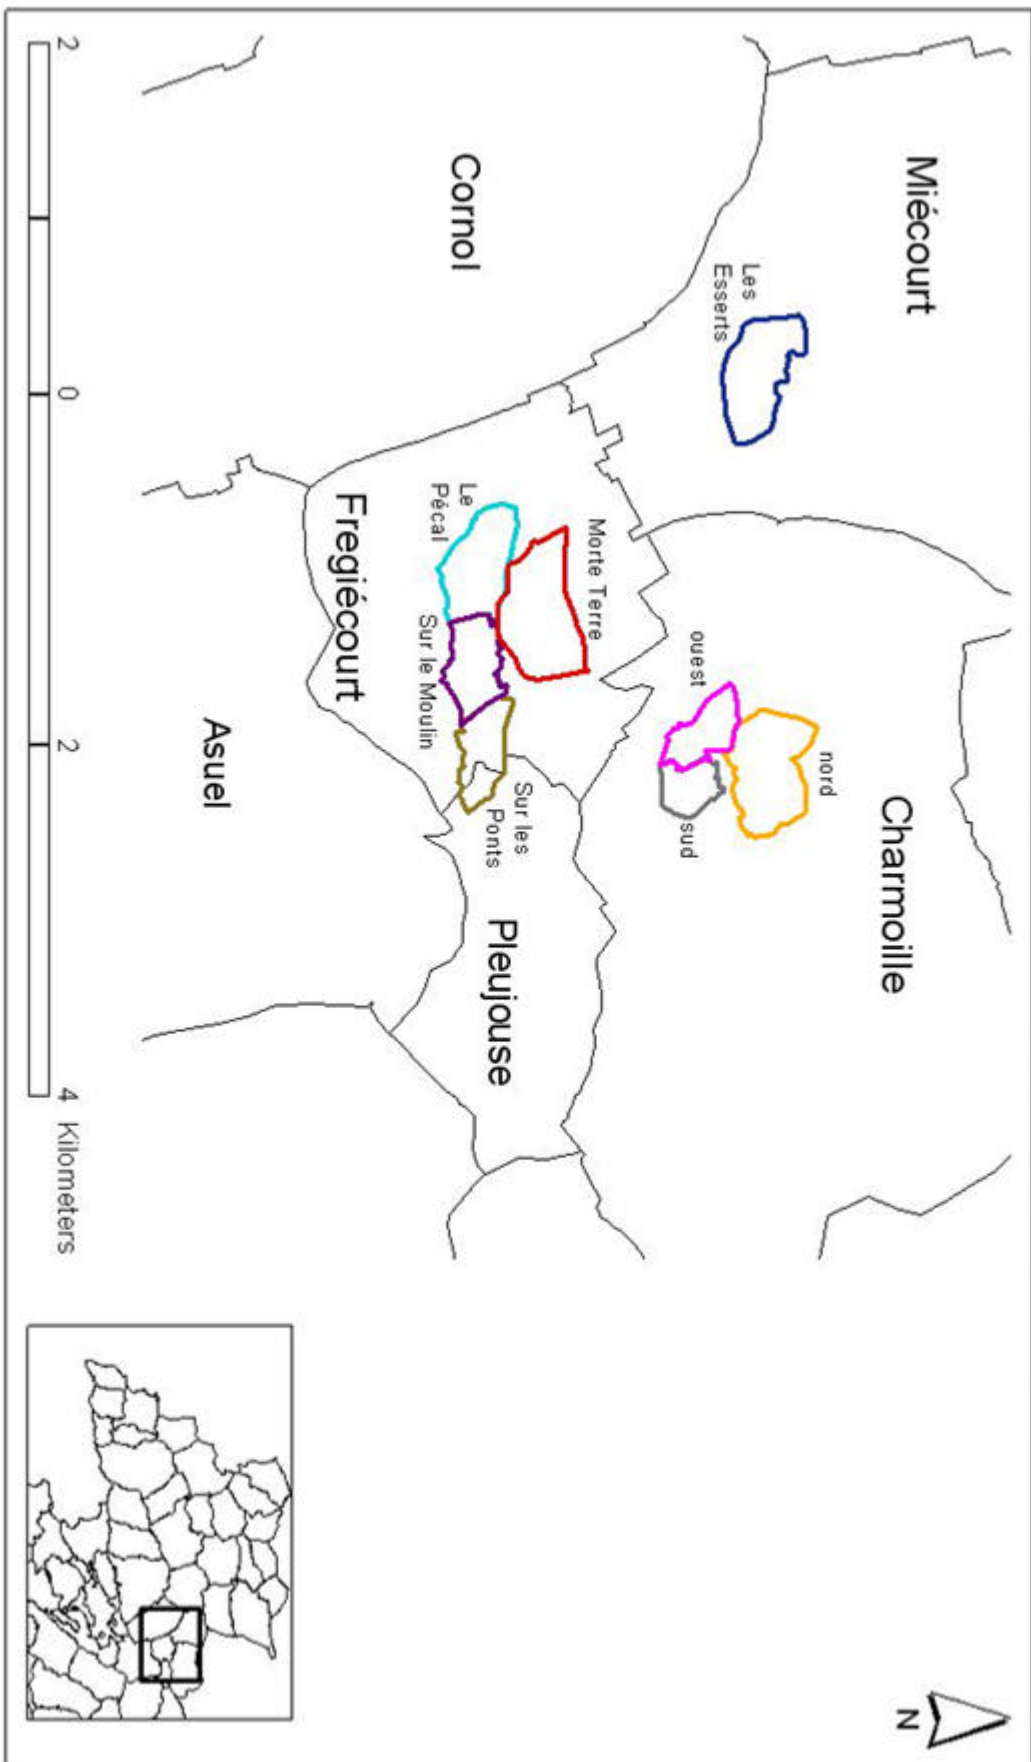 Miécourt
Les
Esserts
Cornol
Charmoille
nord
ouest
sud
Morte Terre
Le
Pécal
Sur le Moulin
Sur les
Ponts
Frégiécourt
Pleujouse
Asuel
2
0
2
4 Kilometers
N